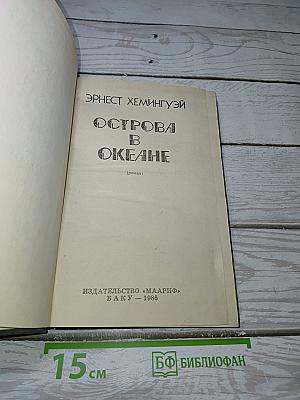 ЭРНЕСТ ХЕМИНГУЭЙ
ОСТРОВА
В
ОКЕАНЕ
(роман)
ИЗДАТЕЛЬСТВО «МААРИФ»
БАКУ — 1986
15 см
БФ БИБЛИОФАН